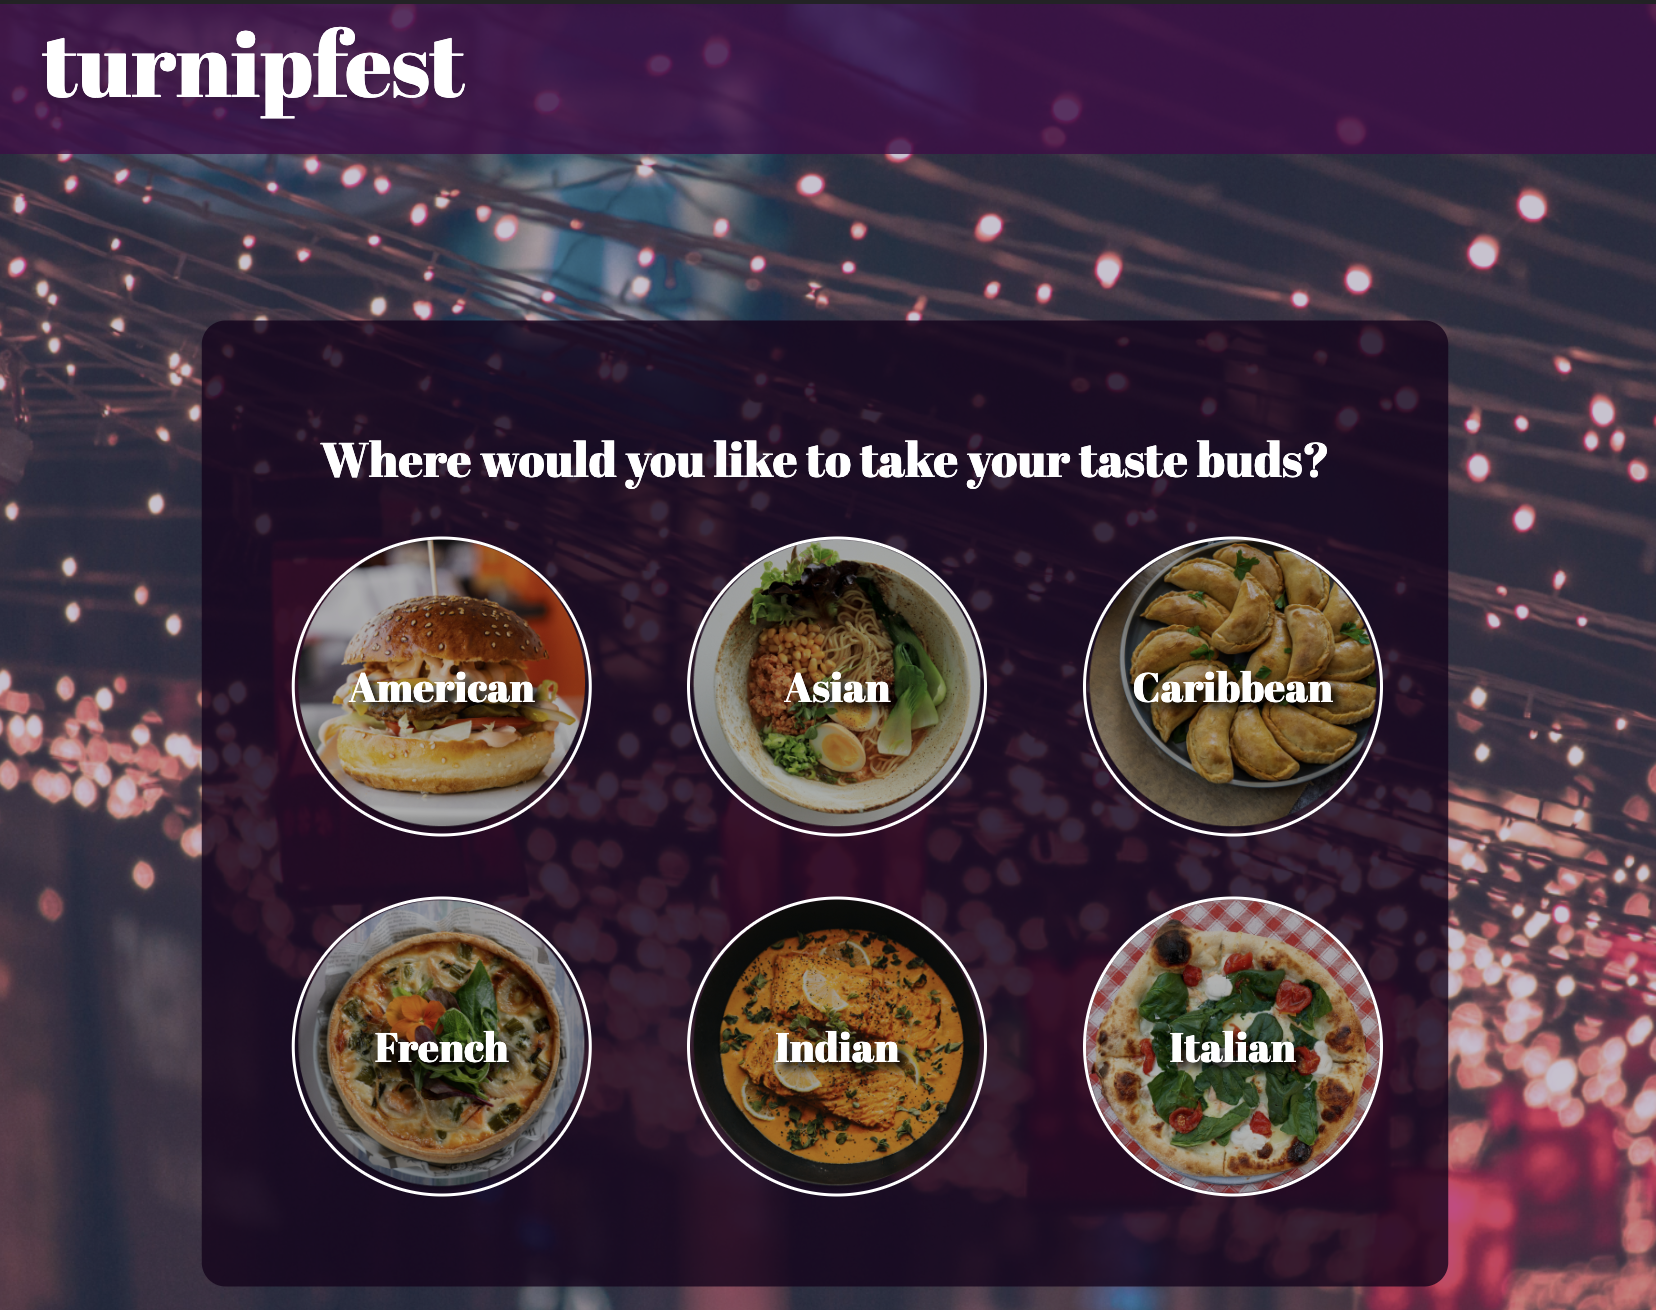 turnipfest
Where would you like to take your taste buds?
American
Asian
Caribbean
French
Indian
Italian